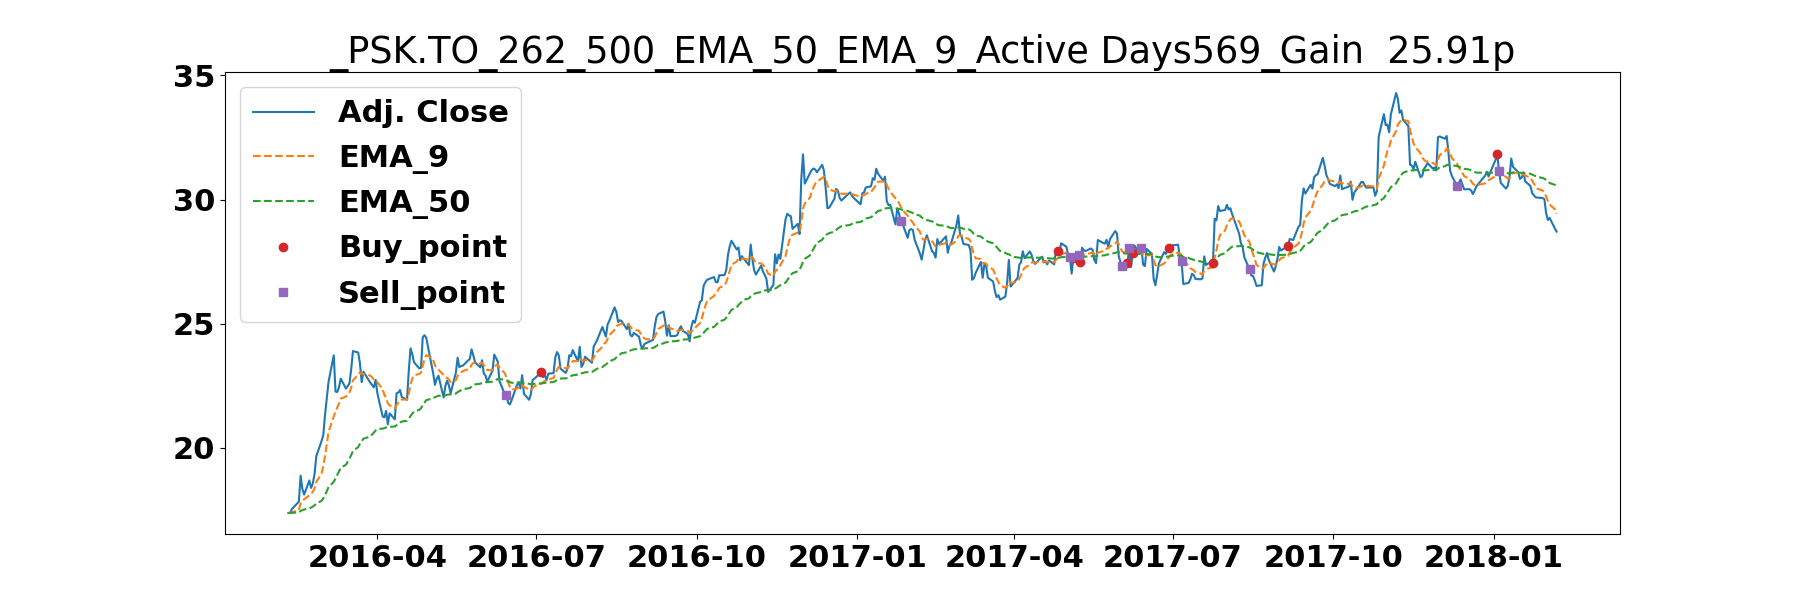 _PSK.TO_262_500_EMA_50_EMA_9_Active Days569_Gain  25.91p
35
30
25
20
Adj. Close
EMA_9
EMA_50
Buy_point
Sell_point
2016-04 2016-07 2016-10 2017-01 2017-04 2017-07 2017-10 2018-01